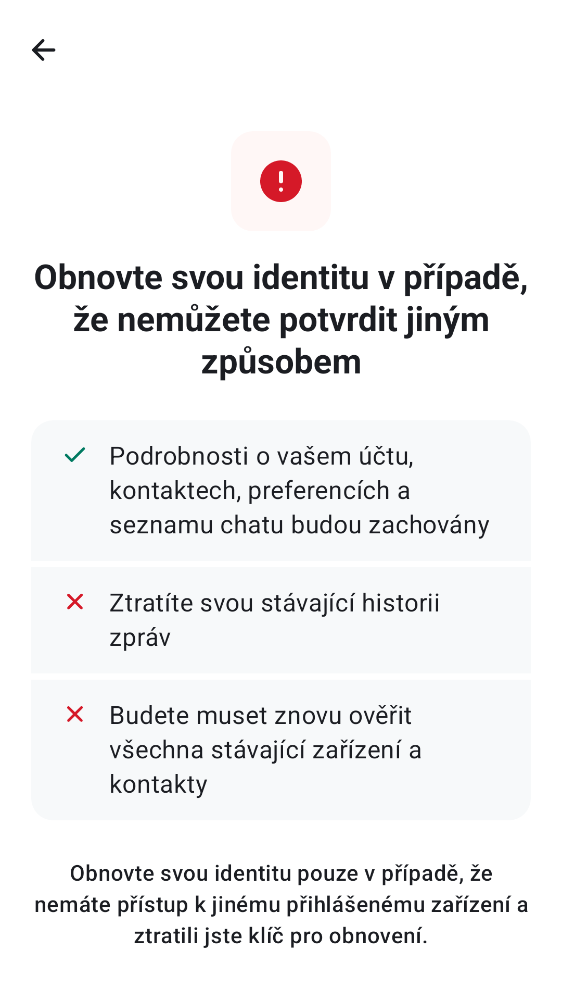 Obnovte svou identitu v případě,
že nemůžete potvrdit jiným
způsobem
Podrobnosti o vašem účtu,
kontaktech, preferencích a
seznamu chatu budou zachovány
Ztratíte svou stávající historii
zpráv
Budete muset znovu ověřit
všechna stávající zařízení a
kontakty
Obnovte svou identitu pouze v případě, že
nemáte přístup k jinému přihlášenému zařízení a
ztratili jste klíč pro obnovení.